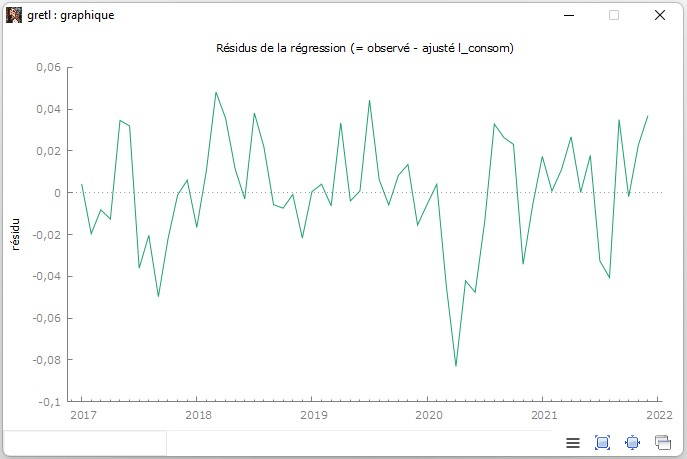 gretl : graphique
Résidus de la régression (= observé - ajusté l_consom)
0,06
0,04
0,02
0
-0,02
-0,04
-0,06
-0,08
-0,1
résidu
2017 2018 2019 2020 2021 2022